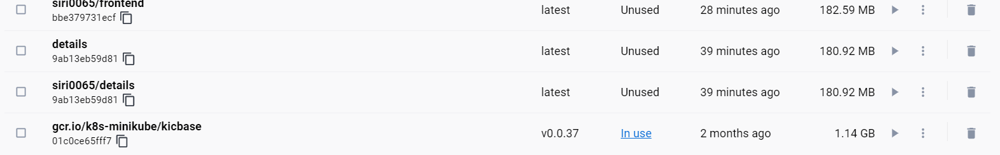 siri0065/frontend
bbe379731ecf
latest Unused 28 minutes ago 182.59 MB
details
9ab13eb59d81
latest Unused 39 minutes ago 180.92 MB
siri0065/details
9ab13eb59d81
latest Unused 39 minutes ago 180.92 MB
gcr.io/k8s-minikube/kicbase
01c0ce65fff7
v0.0.37 In use 2 months ago 1.14 GB